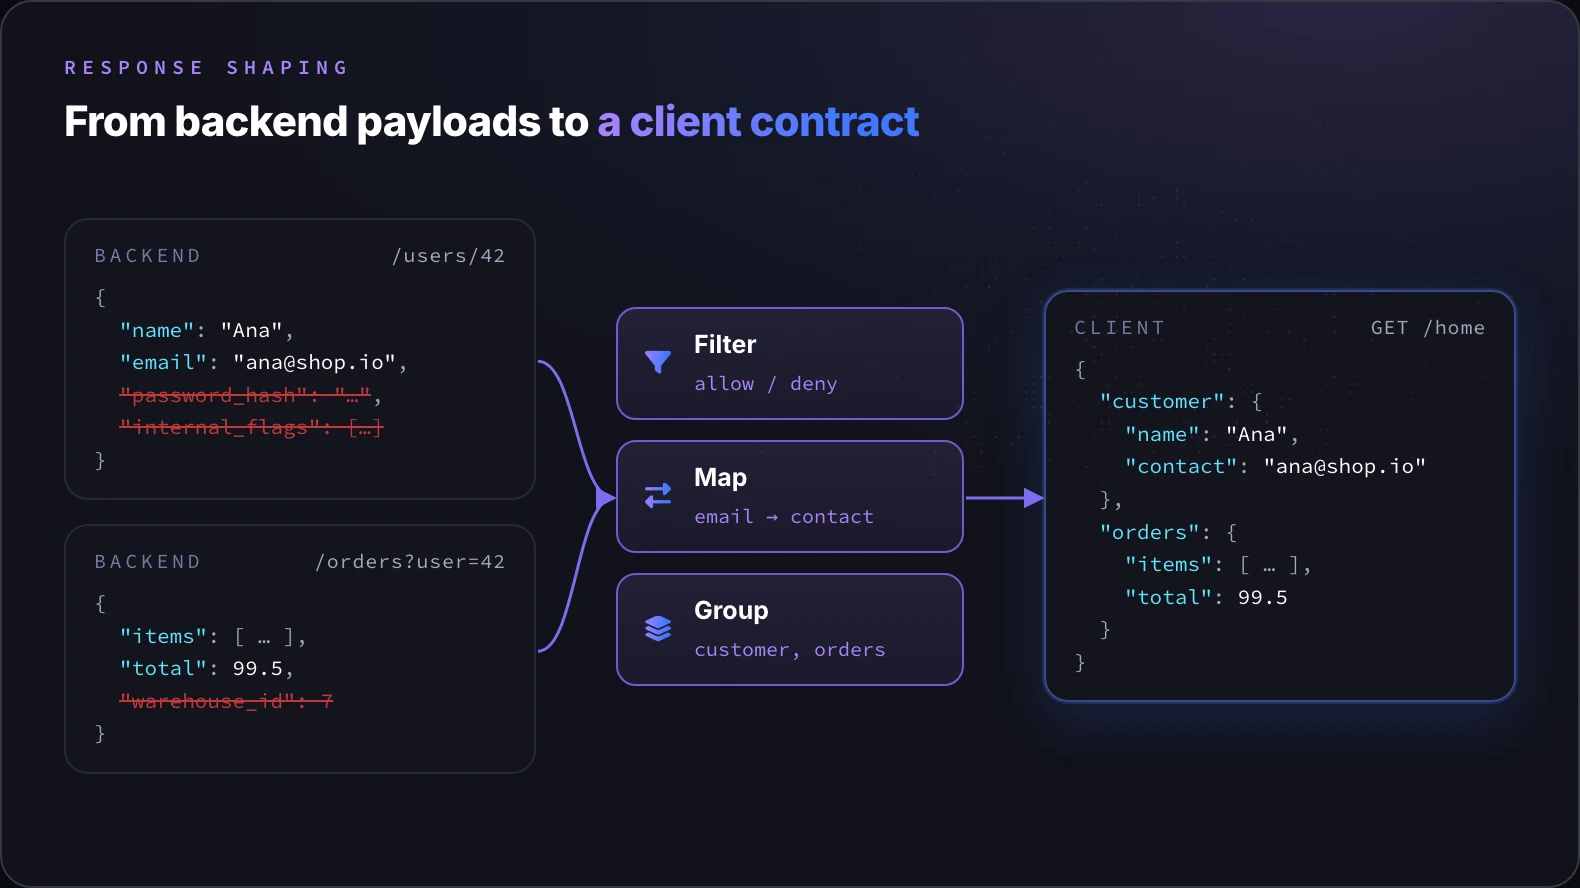 RESPONSE SHAPING
From backend payloads to a client contract
BACKEND /users/42
{
"name": "Ana",
"email": "ana@shop.io",
"password_hash": "…",
"internal_flags": […]
}
BACKEND /orders?user=42
{
"items": [ … ],
"total": 99.5,
"warehouse_id": 7
}
Filter
allow / deny
Map
email → contact
Group
customer, orders
CLIENT GET /home
{
"customer": {
"name": "Ana",
"contact": "ana@shop.io"
},
"orders": {
"items": [ … ],
"total": 99.5
}
}